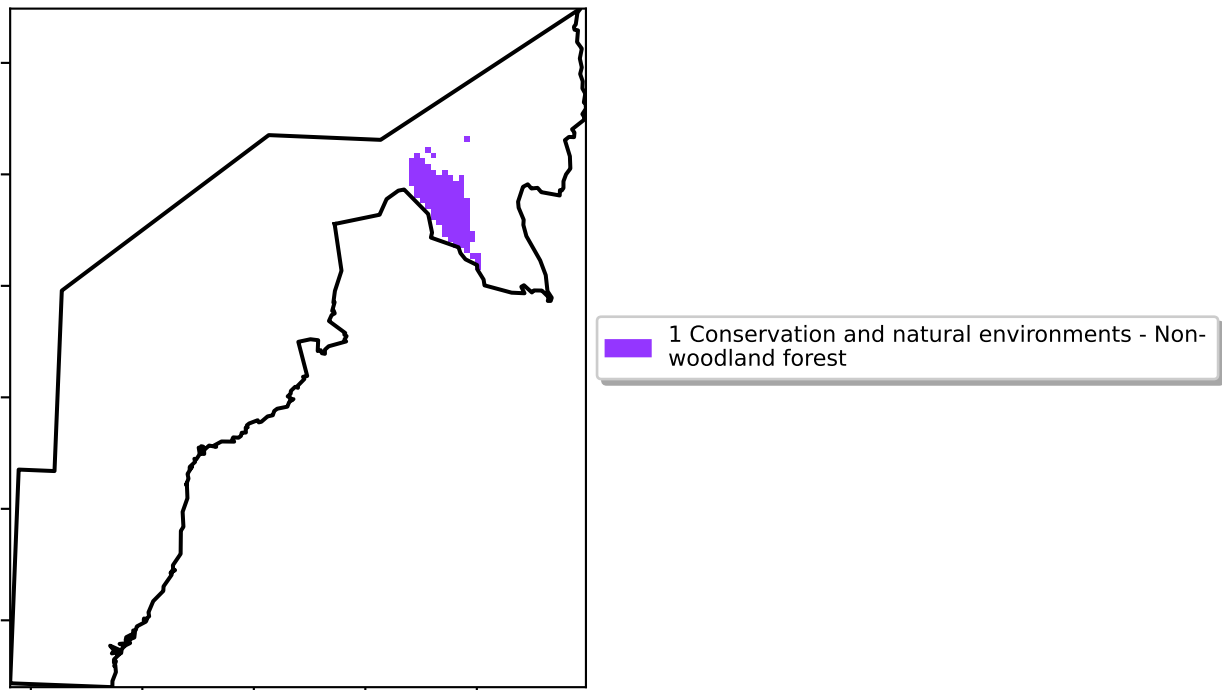 1 Conservation and natural environments - Non-
woodland forest